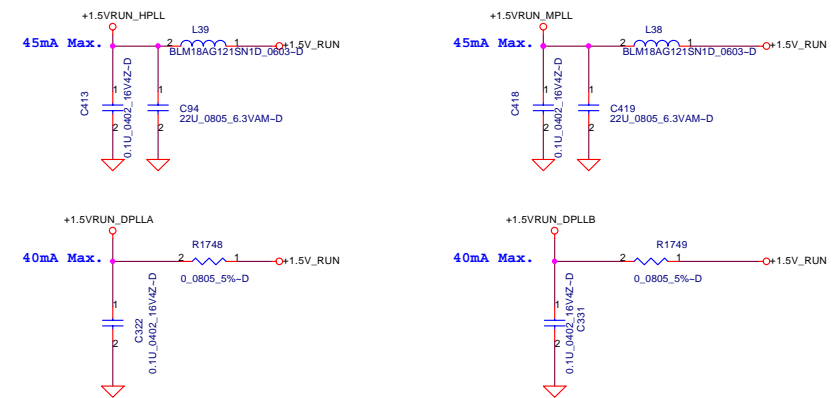 +1.5VRUN_HPLL
45mA Max.
L39
2
1
BLM18AG121SN1D_0603~D
+1.5V_RUN
1
2
C413
0.1U_0402_16V4Z~D
1
2
C94
22U_0805_6.3VAM~D
+1.5VRUN_MPLL
45mA Max.
L38
2
1
BLM18AG121SN1D_0603~D
+1.5V_RUN
1
2
C418
0.1U_0402_16V4Z~D
1
2
C419
22U_0805_6.3VAM~D
+1.5VRUN_DPLLA
40mA Max.
R1748
2
1
0_0805_5%~D
+1.5V_RUN
1
2
C322
0.1U_0402_16V4Z~D
+1.5VRUN_DPLLB
40mA Max.
R1749
2
1
0_0805_5%~D
+1.5V_RUN
1
2
C331
0.1U_0402_16V4Z~D